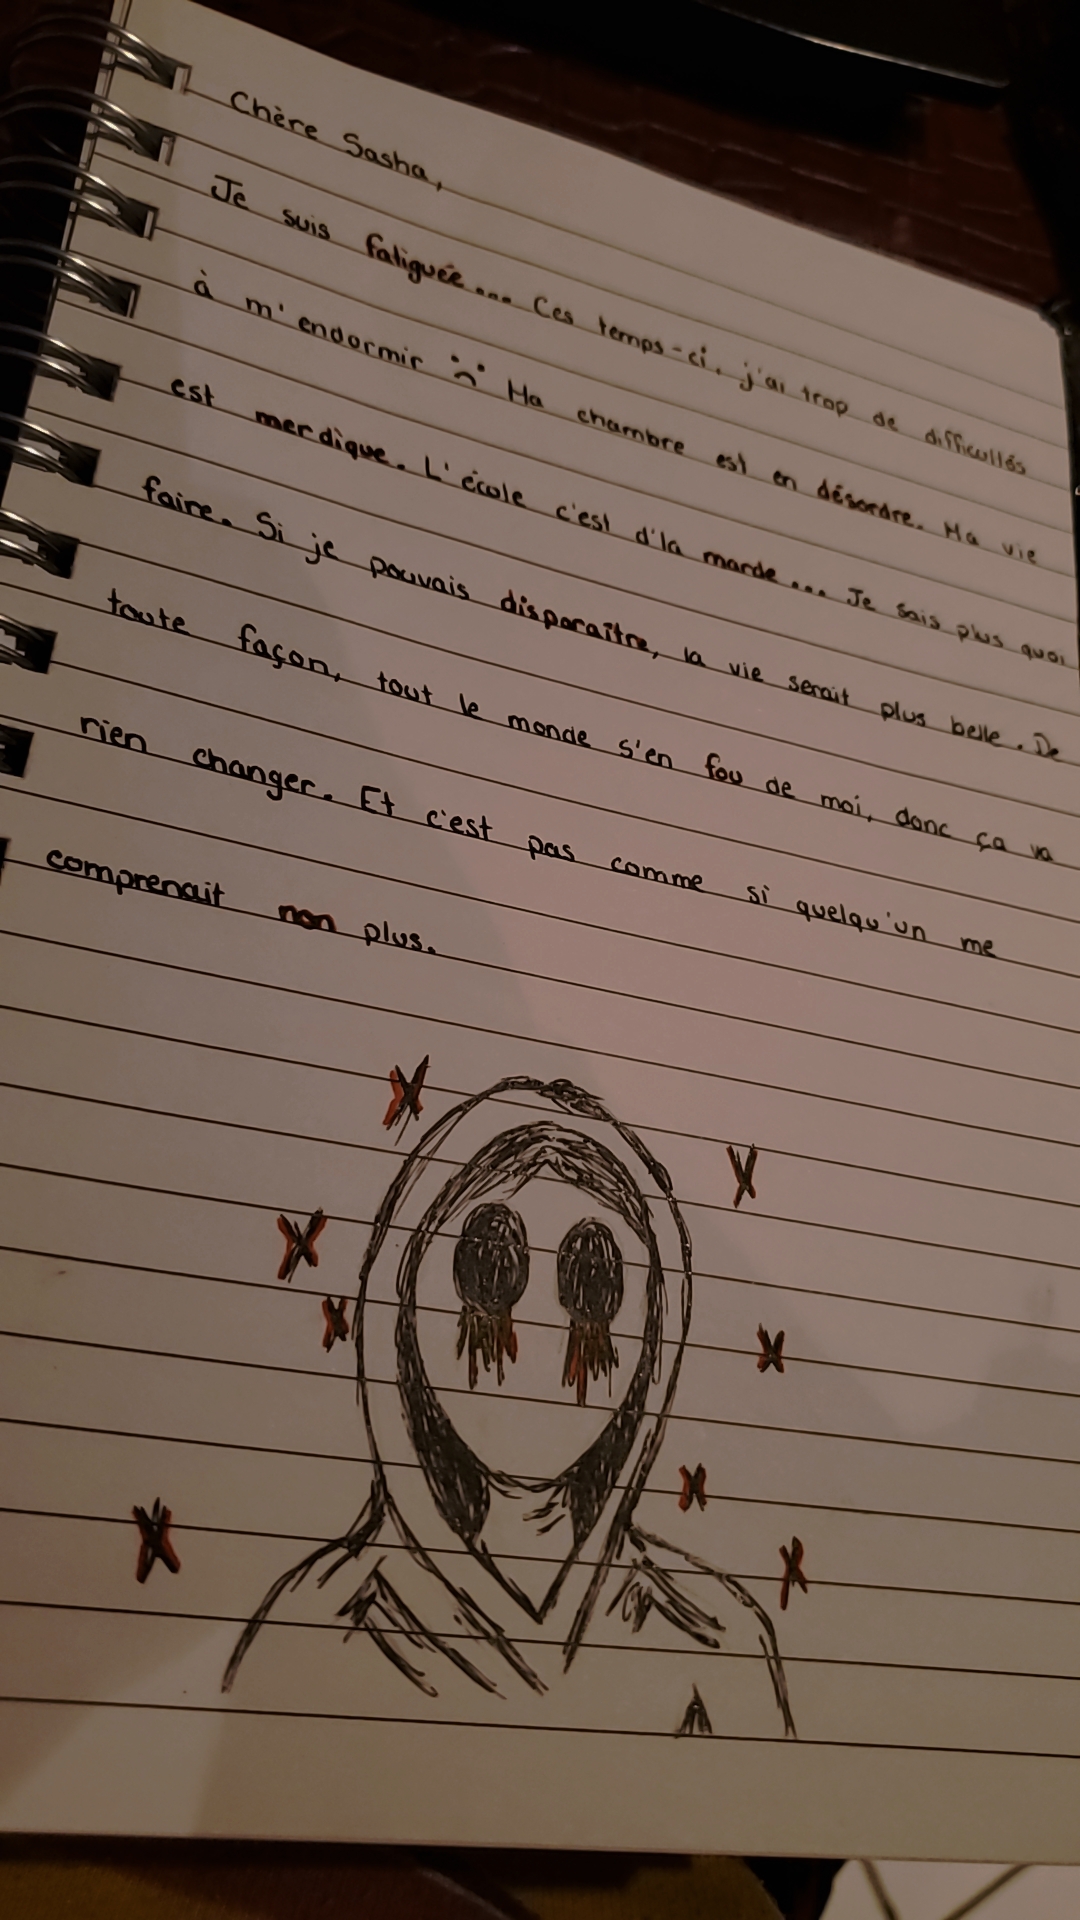 Chère Sasha,
Je suis fatiguée... Ces temps-ci, j'ai trop de difficultés
à m'endormir :( Ma chambre est en désordre. Ma vie
est merdique. L'école c'est d'la marde... Je sais plus quoi
faire. Si je pouvais disparaître, la vie serait plus belle. De
toute façon, tout le monde s'en fou de moi, donc ça va
rien changer. Et c'est pas comme si quelqu'un me
comprenait non plus.